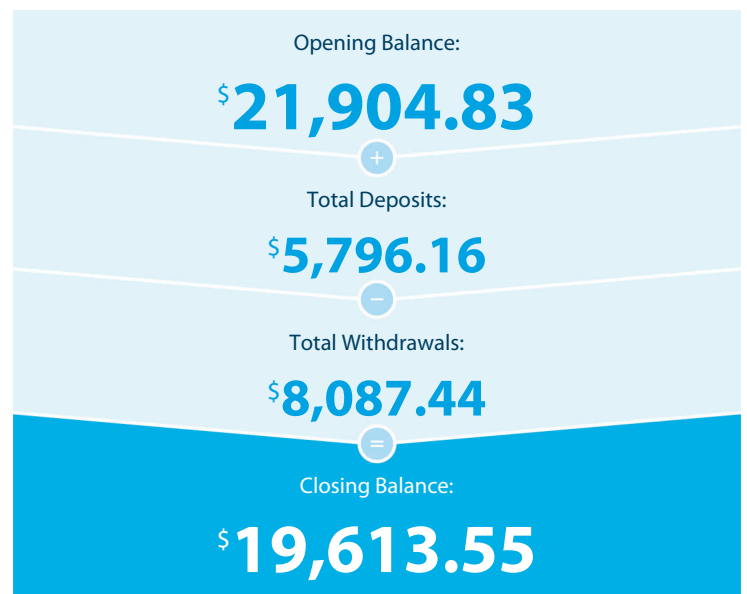 Opening Balance:
$21,904.83
+
Total Deposits:
$5,796.16
−
Total Withdrawals:
$8,087.44
=
Closing Balance:
$19,613.55